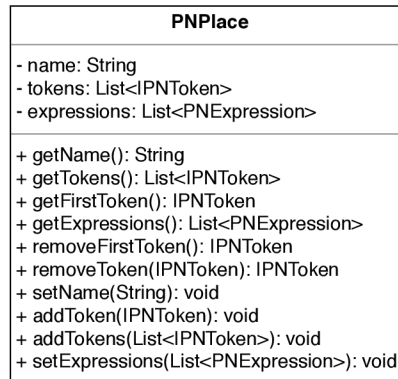 PNPlace
- name: String
- tokens: List<IPNToken>
- expressions: List<PNExpression>
+ getName(): String
+ getTokens(): List<IPNToken>
+ getFirstToken(): IPNToken
+ getExpressions(): List<PNExpression>
+ removeFirstToken(): IPNToken
+ removeToken(IPNToken): IPNToken
+ setName(String): void
+ addToken(IPNToken): void
+ addTokens(List<IPNToken>): void
+ setExpressions(List<PNExpression>): void